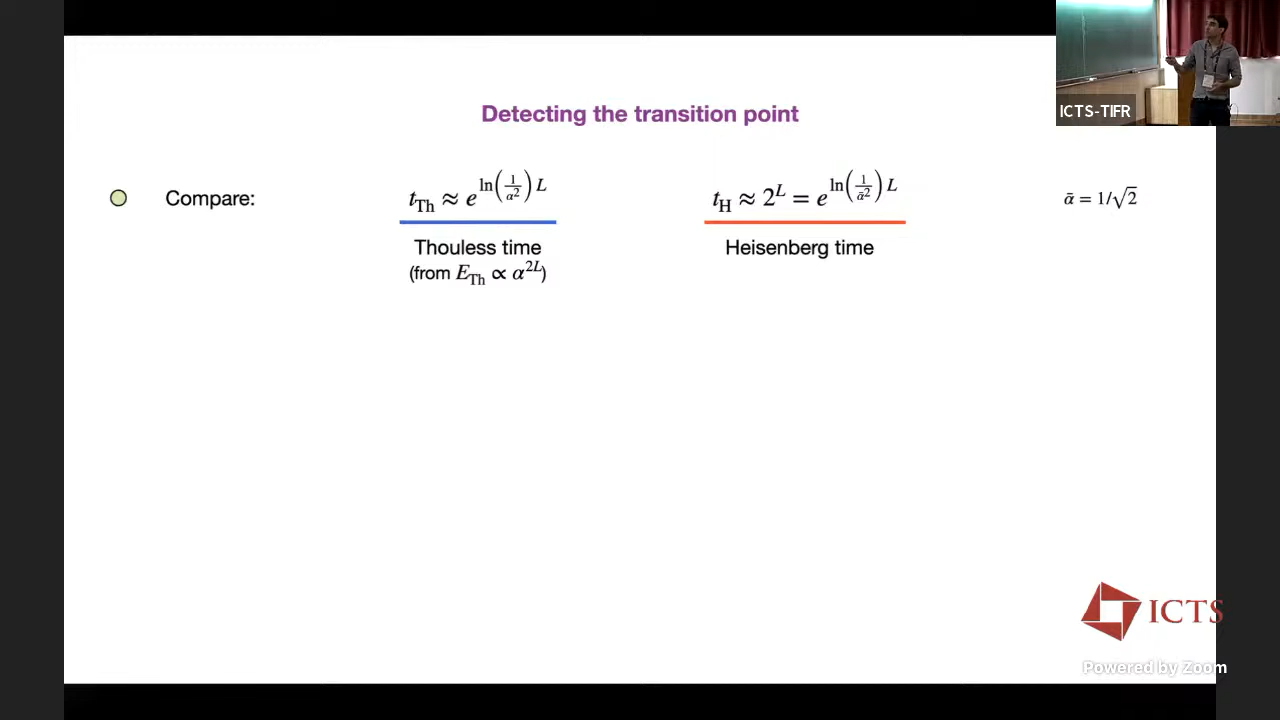 Detecting the transition point
Compare:
t_Th ≈ e^{ln(1/α²) L}
t_H ≈ 2^L = e^{ln(1/ᾱ²) L}
ᾱ = 1/√2
Thouless time
(from E_Th ∝ α^{2L})
Heisenberg time
ICTS-TIFR
ICTS
Powered by Zoom